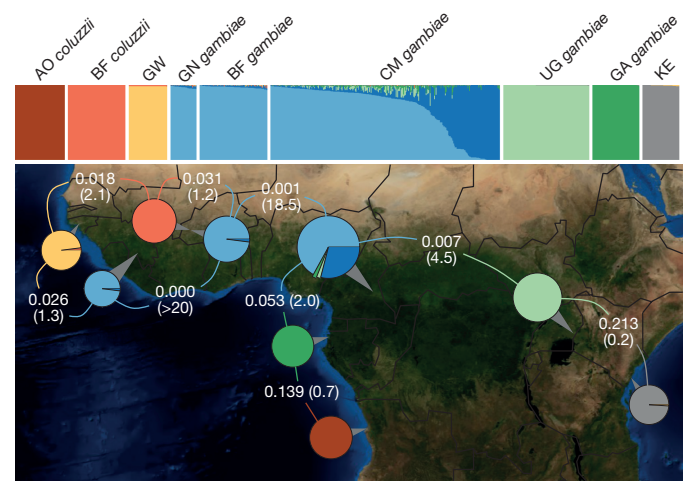 AO coluzzii
BF coluzzii
GW
GN gambiae
BF gambiae
CM gambiae
UG gambiae
GA gambiae
KE
0.018
(2.1)
0.031
(1.2)
0.001
(18.5)
0.007
(4.5)
0.026
(1.3)
0.000
(>20)
0.053 (2.0)
0.213
(0.2)
0.139 (0.7)